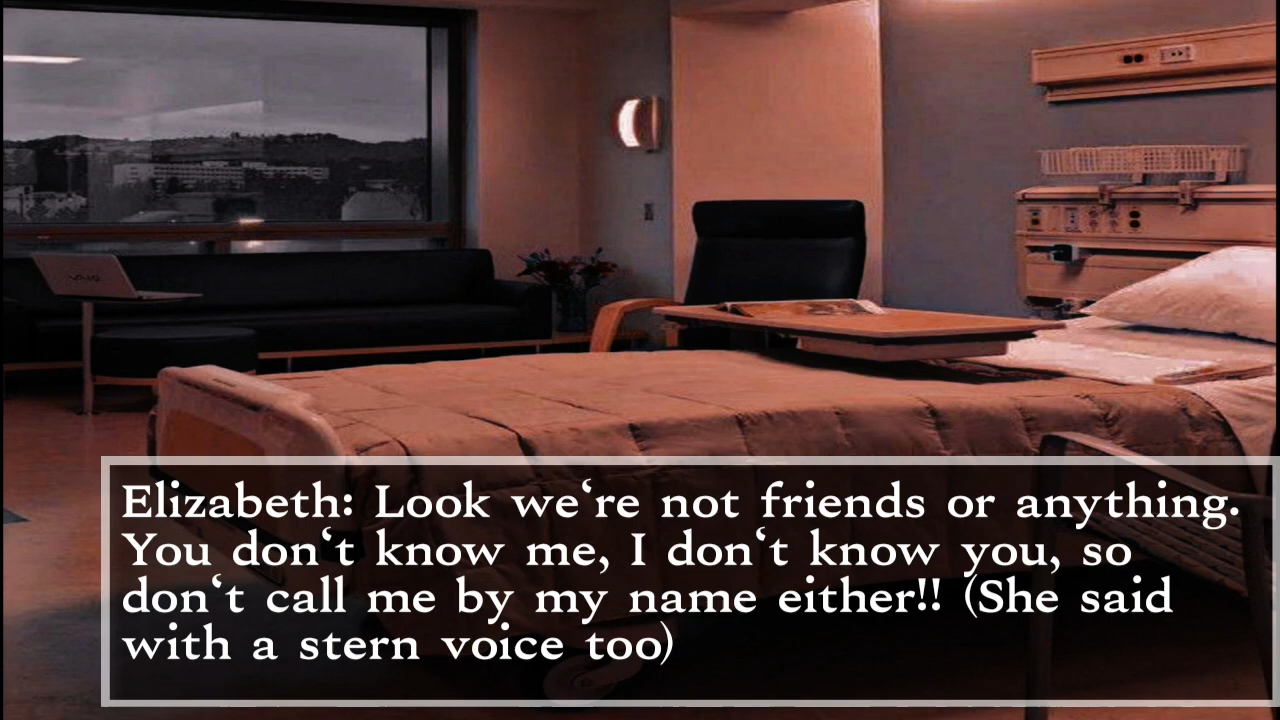 VAIO
Elizabeth: Look we‘re not friends or anything.
You don‘t know me, I don‘t know you, so
don‘t call me by my name either!! (She said
with a stern voice too)